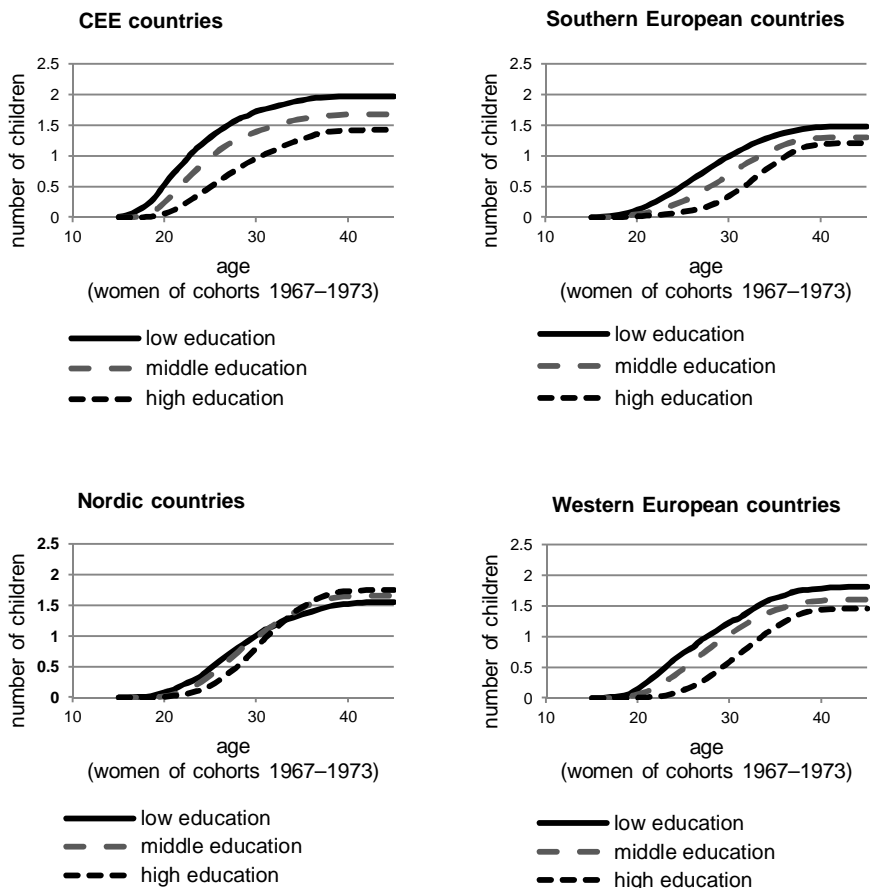 CEE countries
number of children
2.5
2
1.5
1
0.5
0
10 20 30 40
age
(women of cohorts 1967–1973)
low education
middle education
high education
Southern European countries
number of children
2.5
2
1.5
1
0.5
0
10 20 30 40
age
(women of cohorts 1967–1973)
low education
middle education
high education
Nordic countries
number of children
2.5
2
1.5
1
0.5
0
10 20 30 40
age
(women of cohorts 1967–1973)
low education
middle education
high education
Western European countries
number of children
2.5
2
1.5
1
0.5
0
10 20 30 40
age
(women of cohorts 1967–1973)
low education
middle education
high education